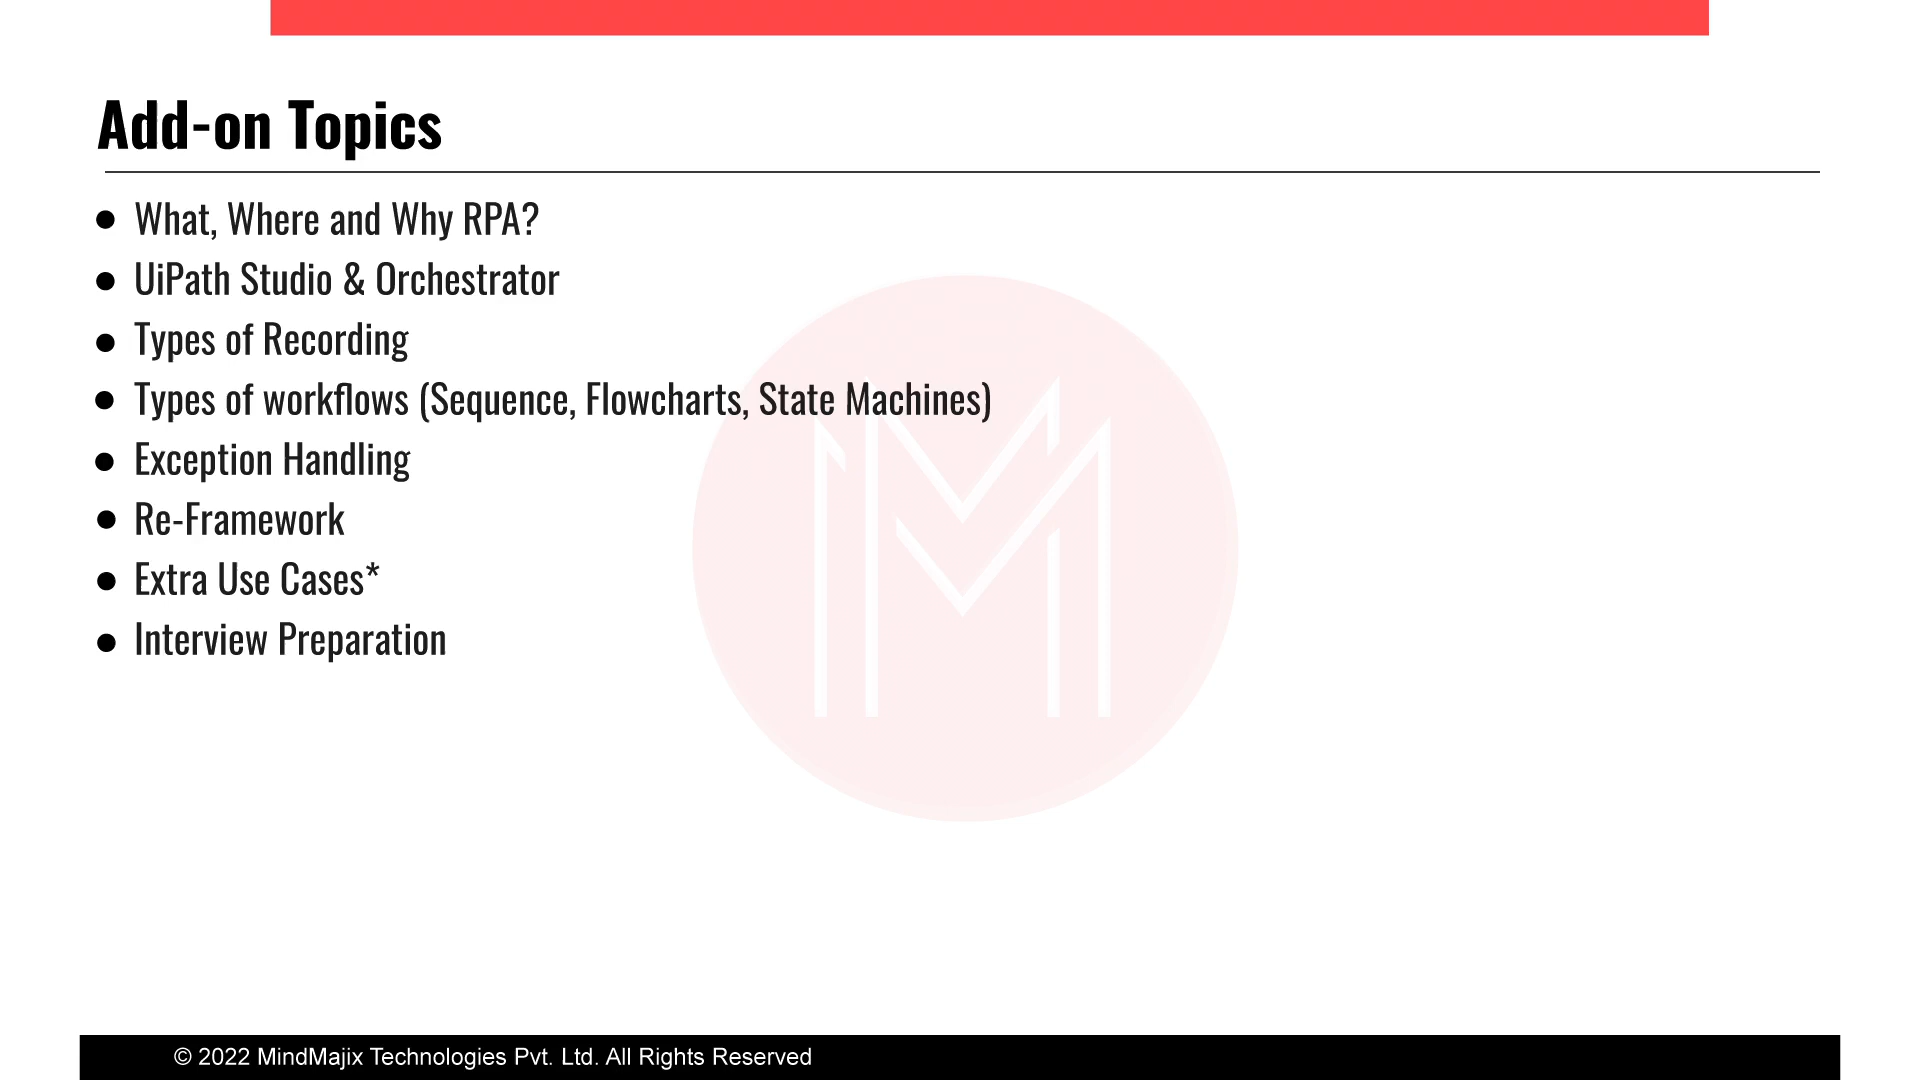 Add-on Topics
● What, Where and Why RPA?
● UiPath Studio & Orchestrator
● Types of Recording
● Types of workflows (Sequence, Flowcharts, State Machines)
● Exception Handling
● Re-Framework
● Extra Use Cases*
● Interview Preparation
© 2022 MindMajix Technologies Pvt. Ltd. All Rights Reserved